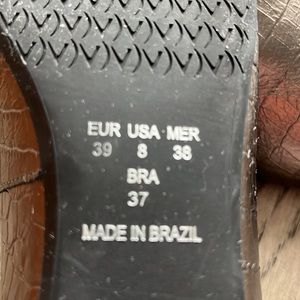 EUR USA MER
39 8 38
BRA
37
MADE IN BRAZIL